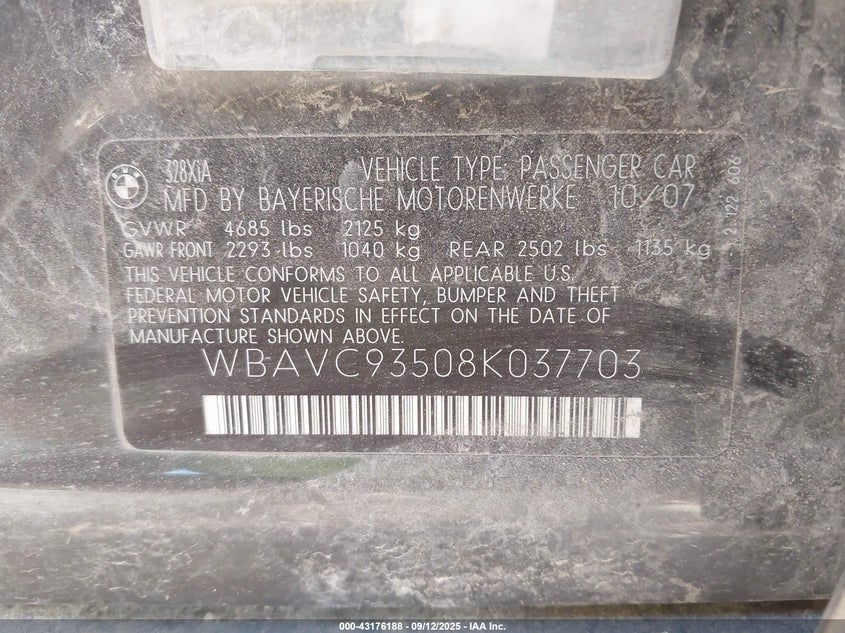 BMW
328XiA
VEHICLE TYPE: PASSENGER CAR
MFD BY BAYERISCHE MOTORENWERKE 10/07
GVWR 4685 lbs 2125 kg
GAWR FRONT 2293 lbs 1040 kg REAR 2502 lbs 1135 kg
THIS VEHICLE CONFORMS TO ALL APPLICABLE U.S.
FEDERAL MOTOR VEHICLE SAFETY, BUMPER AND THEFT
PREVENTION STANDARDS IN EFFECT ON THE DATE OF
MANUFACTURE SHOWN ABOVE.
WBAVC93508K037703
122 606
000-43176188 - 09/12/2025 - IAA Inc.